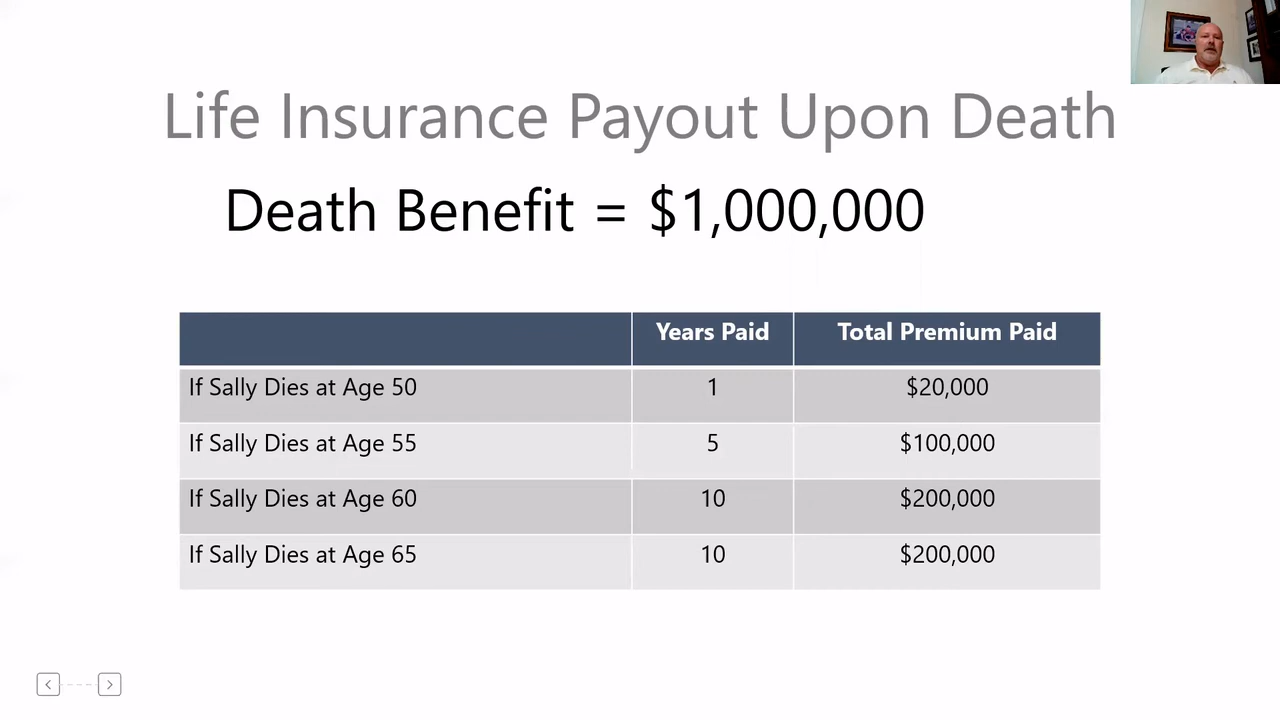 Life Insurance Payout Upon Death
Death Benefit = $1,000,000
Years Paid Total Premium Paid
If Sally Dies at Age 50 1 $20,000
If Sally Dies at Age 55 5 $100,000
If Sally Dies at Age 60 10 $200,000
If Sally Dies at Age 65 10 $200,000